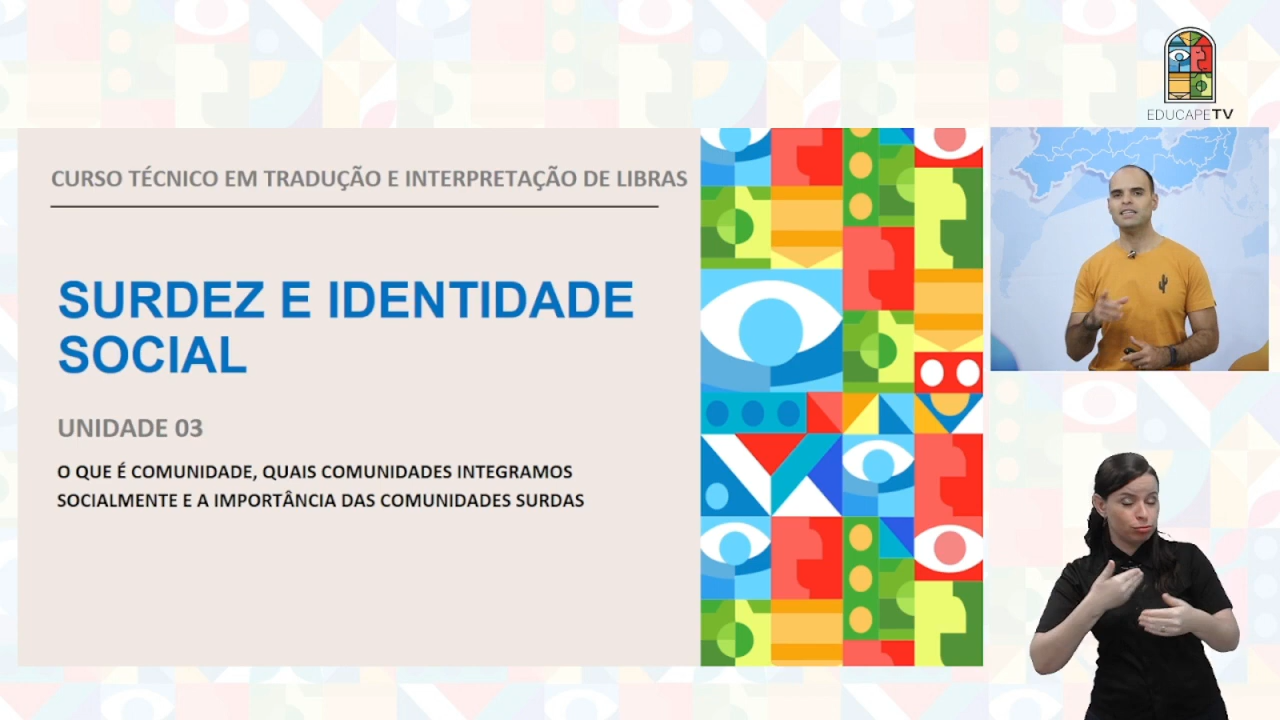 EDUCAPETV
CURSO TÉCNICO EM TRADUÇÃO E INTERPRETAÇÃO DE LIBRAS
SURDEZ E IDENTIDADE
SOCIAL
UNIDADE 03
O QUE É COMUNIDADE, QUAIS COMUNIDADES INTEGRAMOS
SOCIALMENTE E A IMPORTÂNCIA DAS COMUNIDADES SURDAS